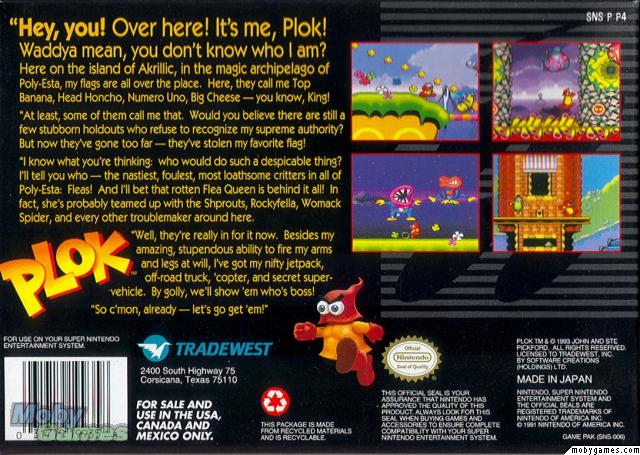 "Hey, you! Over here! It's me, Plok!
Waddya mean, you don't know who I am?
Here on the island of Akrillic, in the magic archipelago of
Poly-Esta, my flags are all over the place. Here, they call me Top
Banana, Head Honcho, Numero Uno, Big Cheese — you know, King!
"At least, some of them call me that. Would you believe there are still a
few stubborn holdouts who refuse to recognize my supreme authority?
But now they've gone too far — they've stolen my favorite flag!
"I know what you're thinking: who would do such a despicable thing?
I'll tell you who — the nastiest, foulest, most loathsome critters in all of
Poly-Esta: Fleas! And I'll bet that rotten Flea Queen is behind it all! In
fact, she's probably teamed up with the Shprouts, Rockyfella, Womack
Spider, and every other troublemaker around here.
"Well, they're really in for it now. Besides my
amazing, stupendous ability to fire my arms
and legs at will, I've got my nifty jetpack,
off-road truck, 'copter, and secret super-
vehicle. By golly, we'll show 'em who's boss!
"So c'mon, already — let's go get 'em!"
PLOK TM
SNS P P4
FOR USE ON YOUR SUPER NINTENDO
ENTERTAINMENT SYSTEM.
TRADEWEST
2400 South Highway 75
Corsicana, Texas 75110
FOR SALE AND
USE IN THE USA,
CANADA AND
MEXICO ONLY.
THIS PACKAGE IS MADE
FROM RECYCLED MATERIALS
AND IS RECYCLABLE.
Official
Nintendo
Seal of Quality
THIS OFFICIAL SEAL IS YOUR
ASSURANCE THAT NINTENDO HAS
APPROVED THE QUALITY OF THIS
PRODUCT. ALWAYS LOOK FOR THIS
SEAL WHEN BUYING GAMES AND
ACCESSORIES TO ENSURE COMPLETE
COMPATIBILITY WITH YOUR SUPER
NINTENDO ENTERTAINMENT SYSTEM.
PLOK TM & © 1993 JOHN AND STE
PICKFORD. ALL RIGHTS RESERVED.
LICENSED TO TRADEWEST, INC.
BY SOFTWARE CREATIONS
(HOLDINGS) LTD.
MADE IN JAPAN
NINTENDO, SUPER NINTENDO
ENTERTAINMENT SYSTEM AND
THE OFFICIAL SEALS ARE
REGISTERED TRADEMARKS OF
NINTENDO OF AMERICA INC.
© 1991 NINTENDO OF AMERICA INC.
GAME PAK (SNS-006)
Moby
Games
mobygames.com